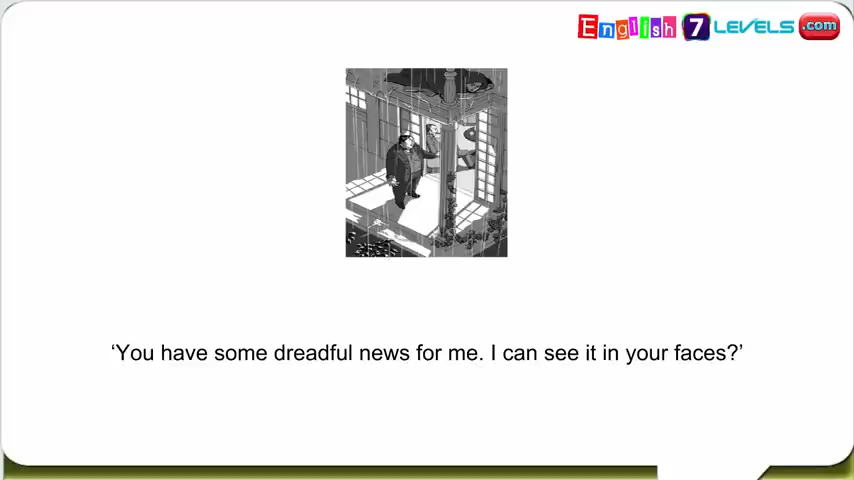 English 7 LEVELS .com
‘You have some dreadful news for me. I can see it in your faces?’